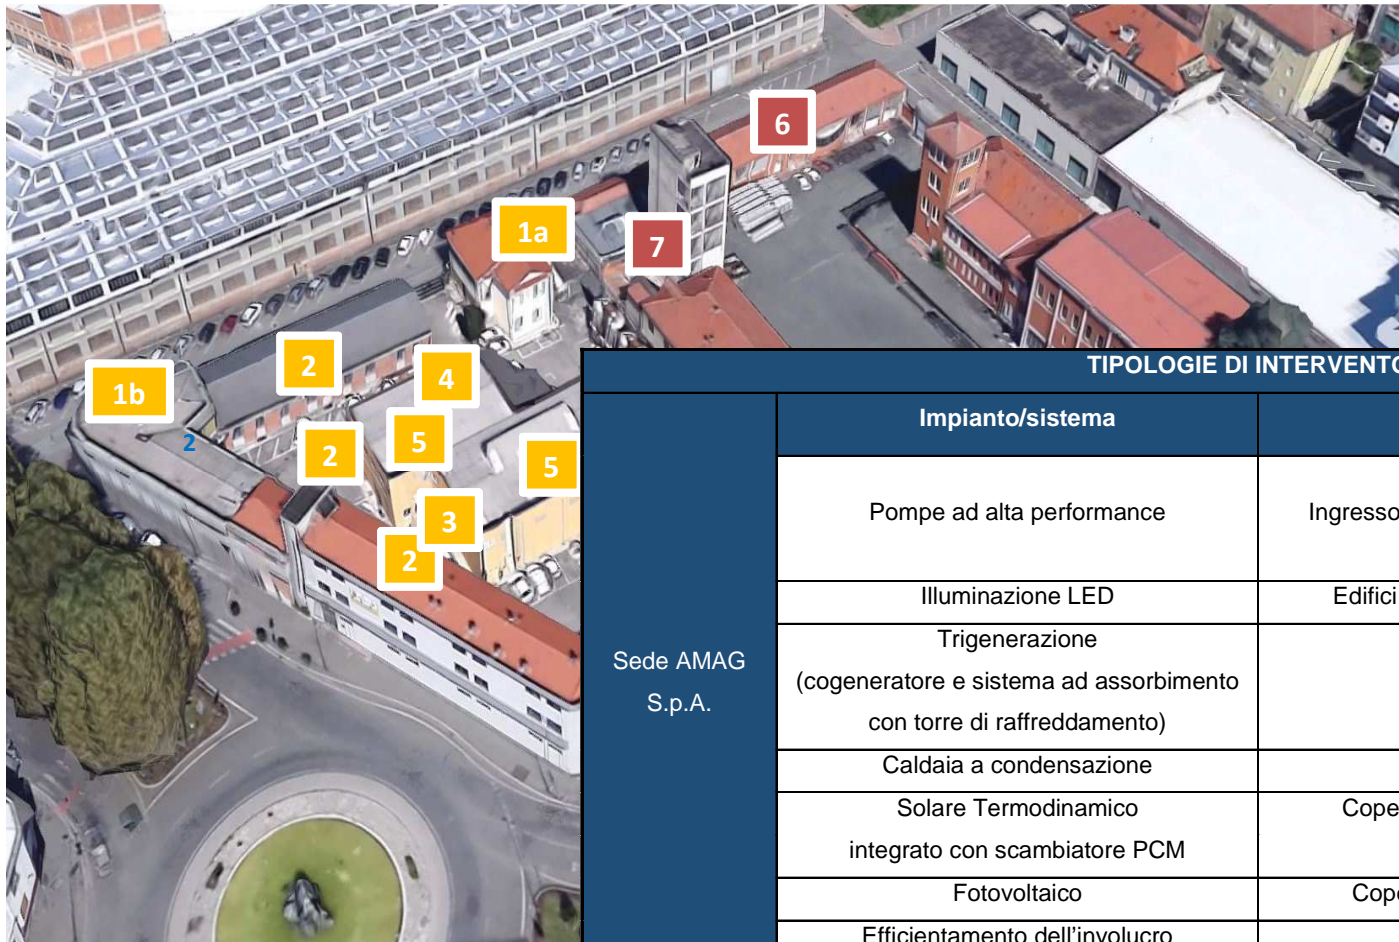 6
1a
7
2
4
1b
2
5
2
5
3
2
TIPOLOGIE DI INTERVENTO
Impianto/sistema
Pompe ad alta performance
Ingresso
Illuminazione LED
Edifici
Sede AMAG
S.p.A.
Trigenerazione
(cogeneratore e sistema ad assorbimento
con torre di raffreddamento)
Caldaia a condensazione
Solare Termodinamico
integrato con scambiatore PCM
Cope
Fotovoltaico
Cope
Efficientamento dell'involucro